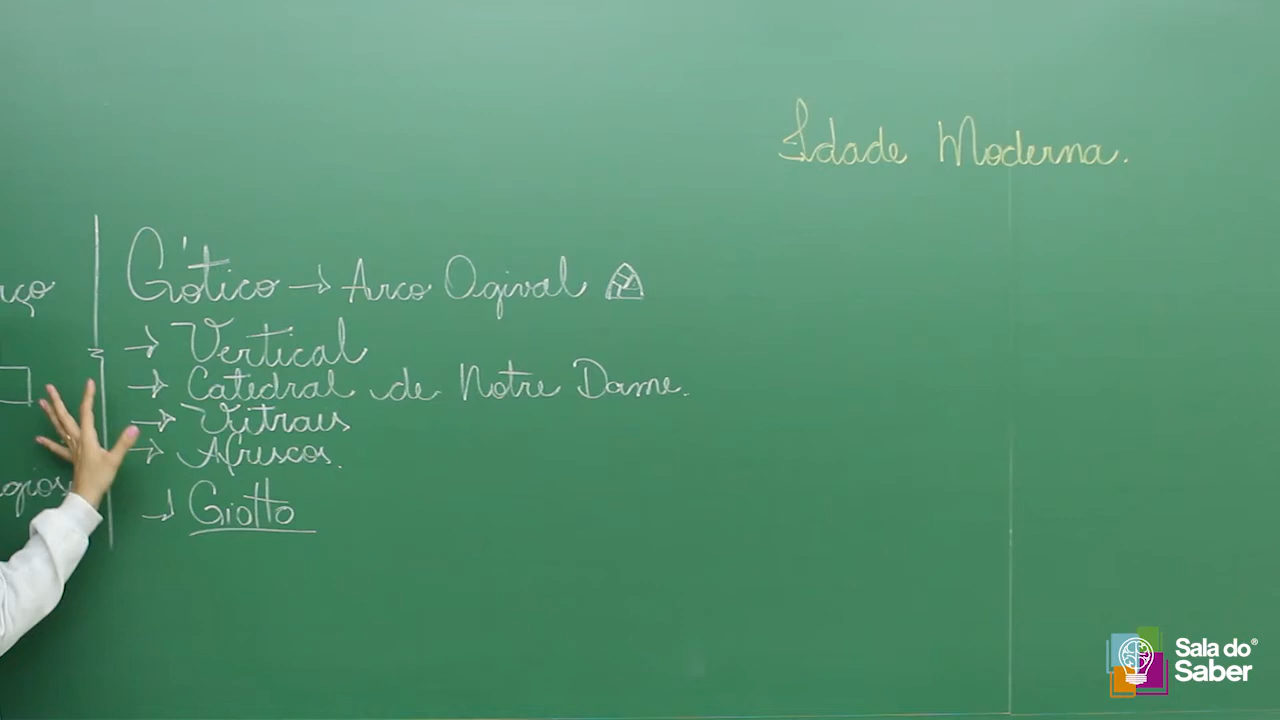 Idade Moderna.
Gótico → Arco Ogival
→ Vertical
→ Catedral de Notre Dame.
→ Vitrais
→ Afrescos.
→ Giotto
Sala do®
Saber